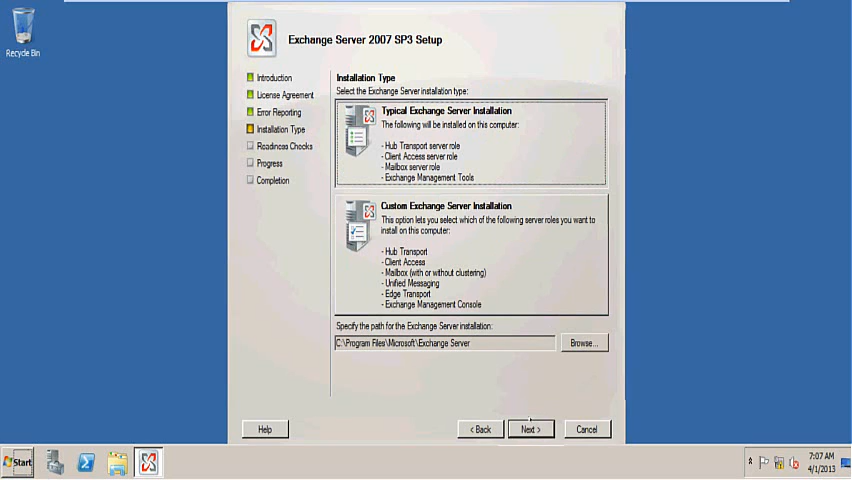 Recycle Bin
Exchange Server 2007 SP3 Setup
Introduction
License Agreement
Error Reporting
Installation Type
Readiness Checks
Progress
Completion
Installation Type
Select the Exchange Server installation type:
Typical Exchange Server Installation
The following will be installed on this computer:
- Hub Transport server role
- Client Access server role
- Mailbox server role
- Exchange Management Tools
Custom Exchange Server Installation
This option lets you select which of the following server roles you want to
install on this computer:
- Hub Transport
- Client Access
- Mailbox (with or without clustering)
- Unified Messaging
- Edge Transport
- Exchange Management Console
Specify the path for the Exchange Server installation:
C:\Program Files\Microsoft\Exchange Server
Browse...
Help
< Back
Next >
Cancel
Start
7:07 AM
4/1/2013